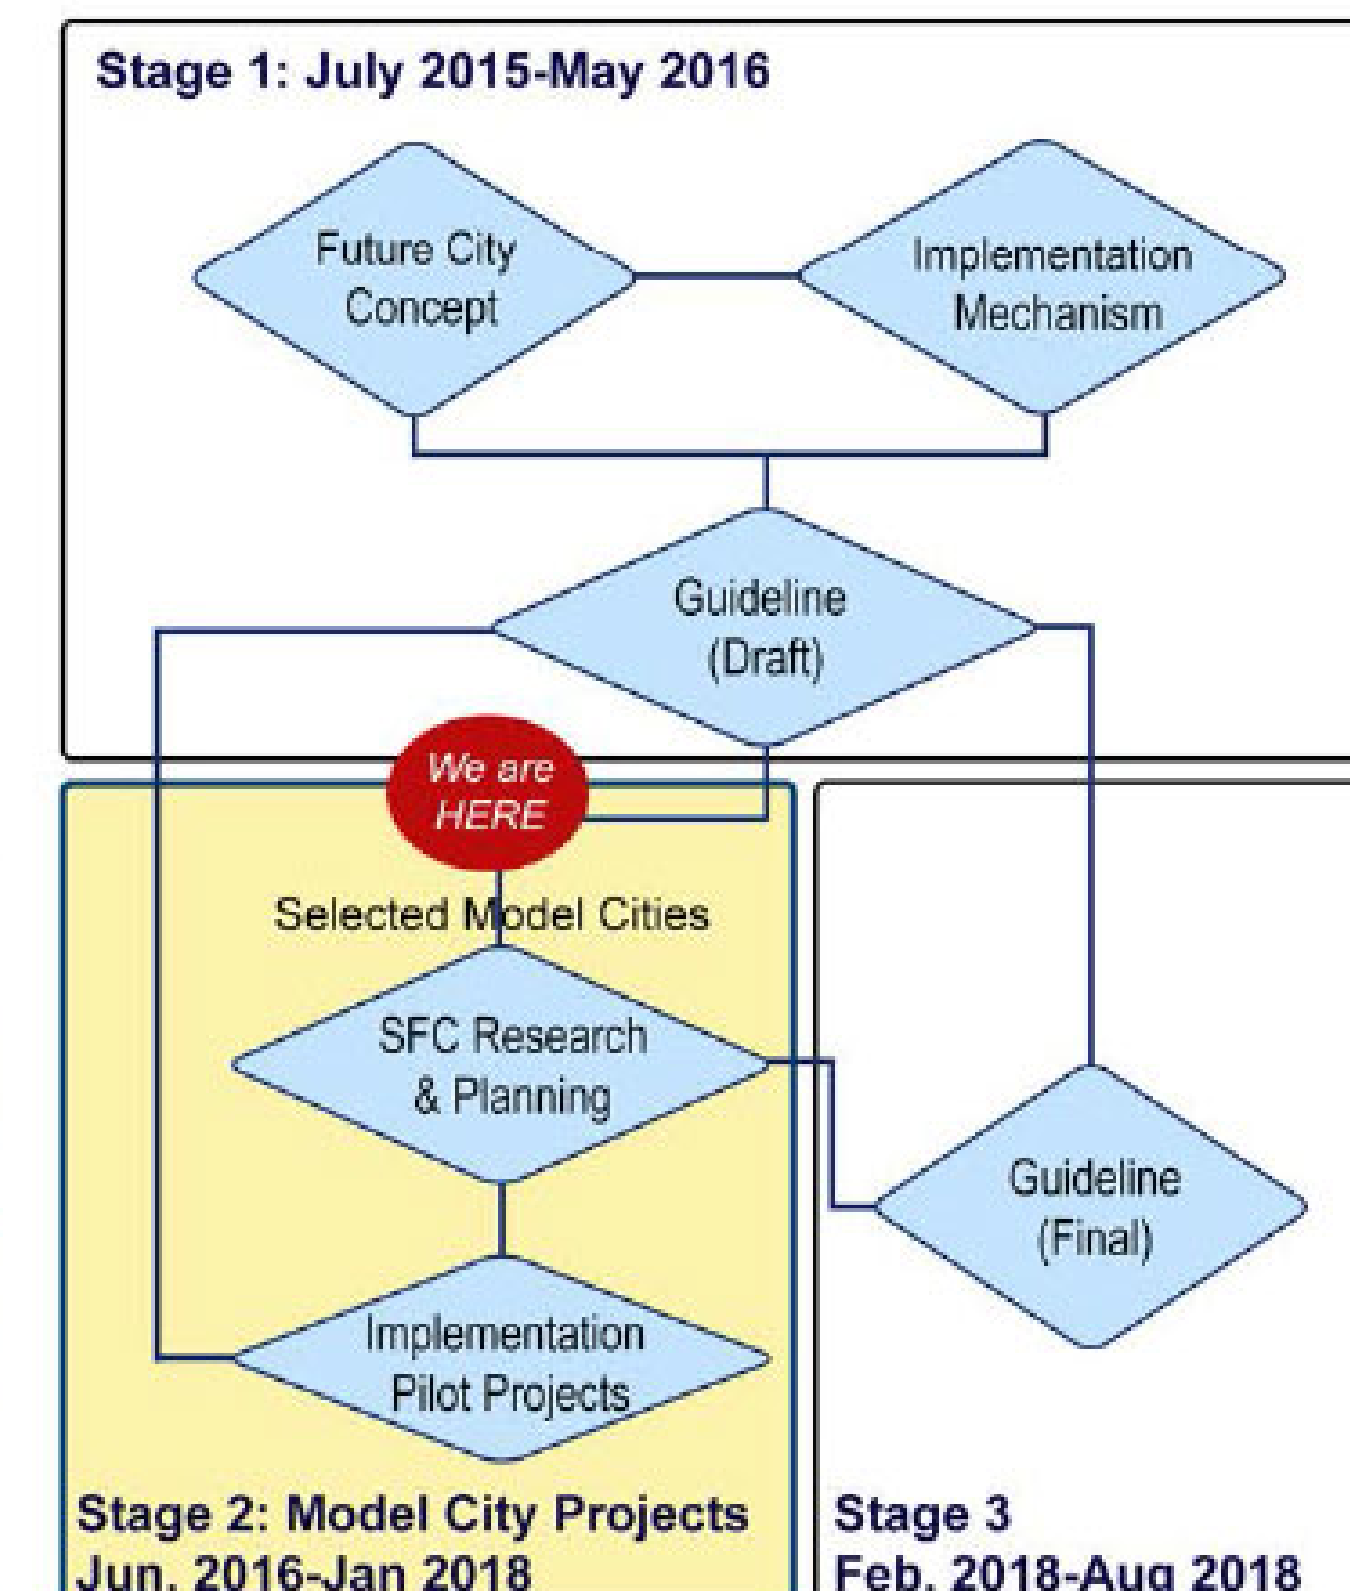 Stage 1: July 2015-May 2016
Future City
Concept
Implementation
Mechanism
Guideline
(Draft)
We are
HERE
Selected Model Cities
SFC Research
& Planning
Guideline
(Final)
Implementation
Pilot Projects
Stage 2: Model City Projects
Jun. 2016-Jan 2018
Stage 3
Feb. 2018-Aug 2018